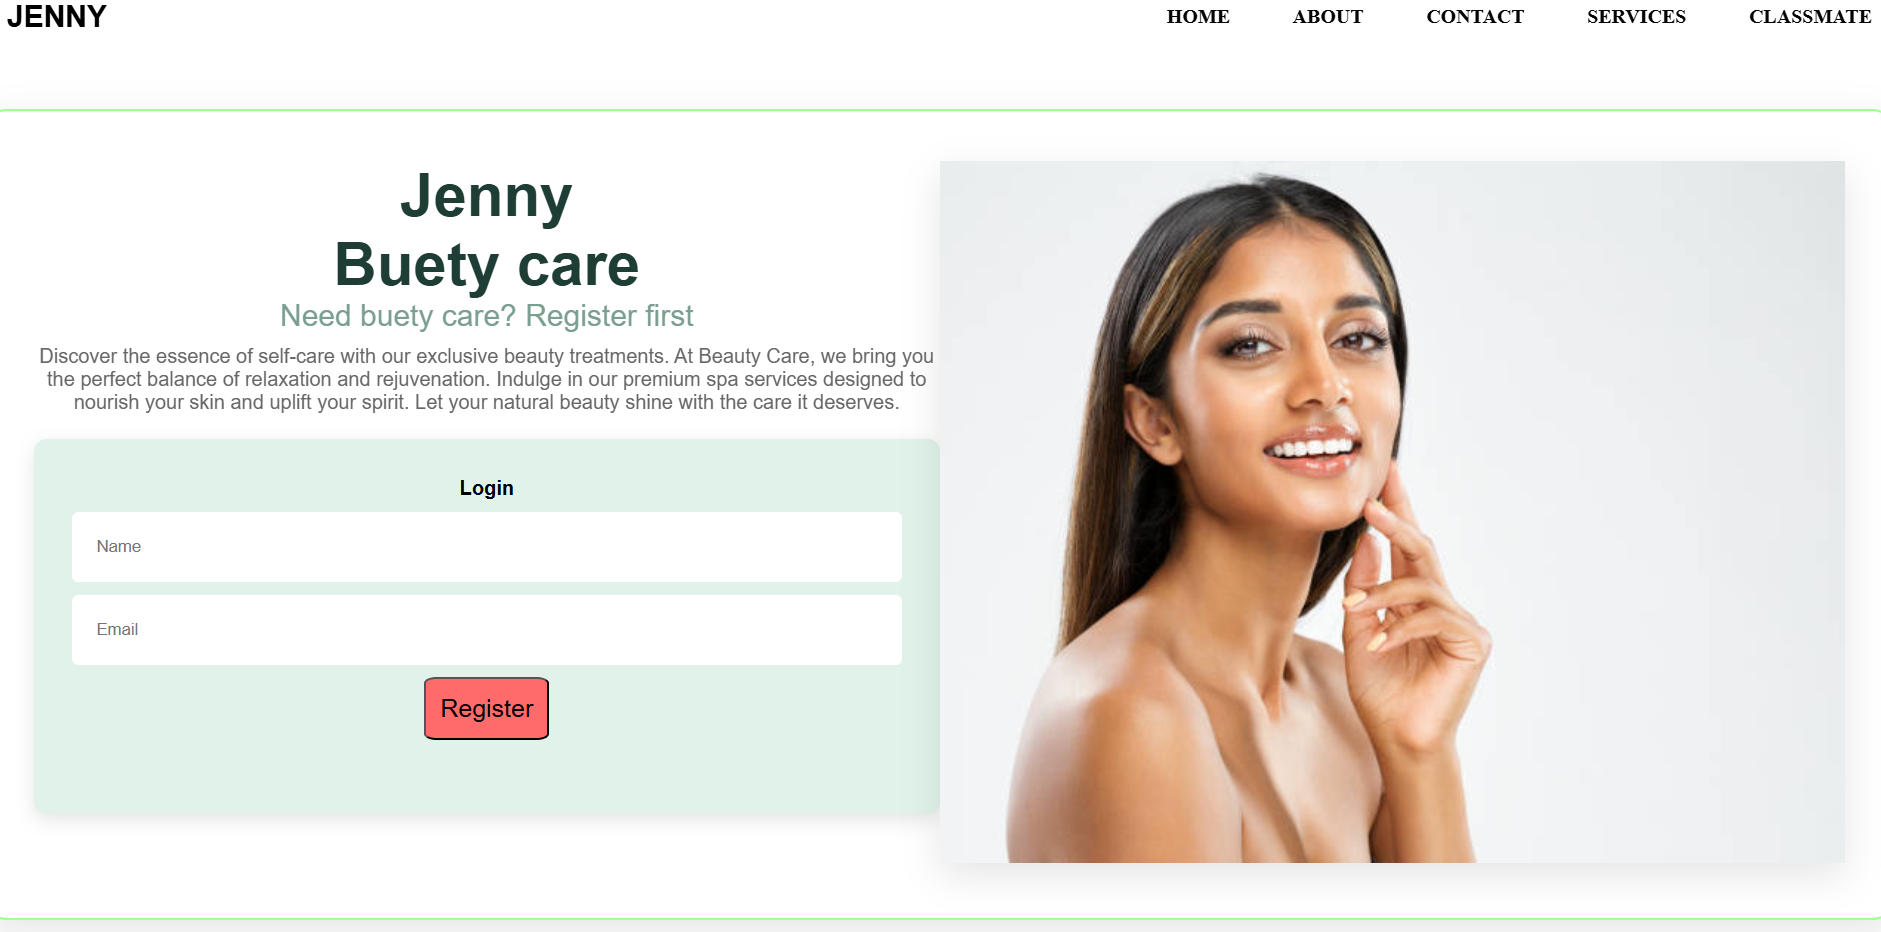 JENNY
HOME ABOUT CONTACT SERVICES CLASSMATE
Jenny
Buety care
Need buety care? Register first
Discover the essence of self-care with our exclusive beauty treatments. At Beauty Care, we bring you
the perfect balance of relaxation and rejuvenation. Indulge in our premium spa services designed to
nourish your skin and uplift your spirit. Let your natural beauty shine with the care it deserves.
Login
Name
Email
Register